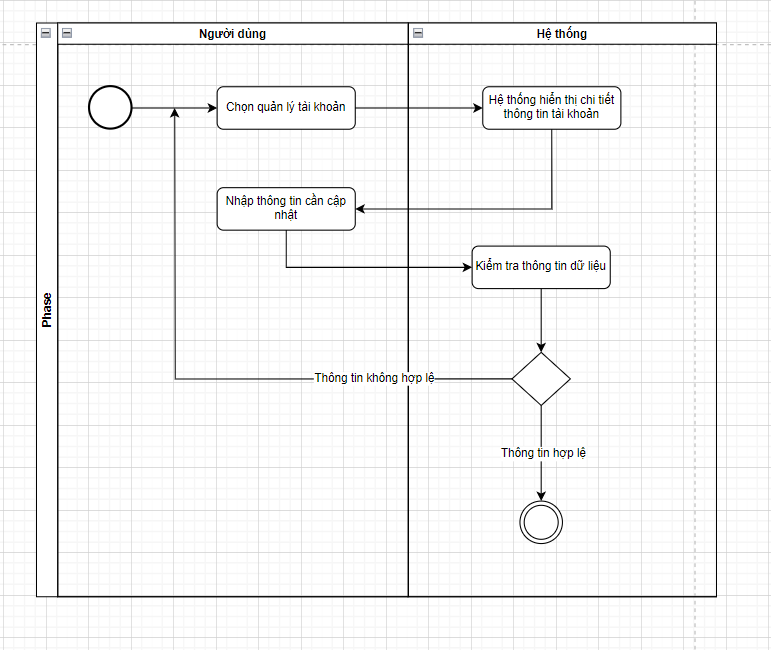 Người dùng
Hệ thống
Phase
Chọn quản lý tài khoản
Hệ thống hiển thị chi tiết
thông tin tài khoản
Nhập thông tin cần cập
nhật
Kiểm tra thông tin dữ liệu
Thông tin không hợp lệ
Thông tin hợp lệ